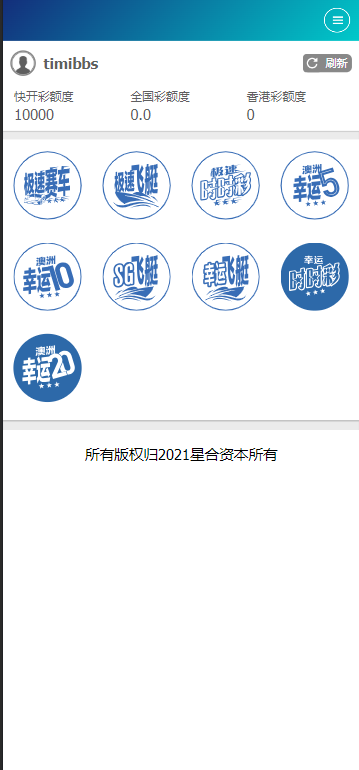 timibbs
刷新
快开彩额度 全国彩额度 香港彩额度
10000 0.0 0
极速赛车 极速飞艇 极速时时彩 澳洲幸运5
澳洲幸运10 SG飞艇 幸运飞艇 幸运时时彩
澳洲幸运20
所有版权归2021星合资本所有